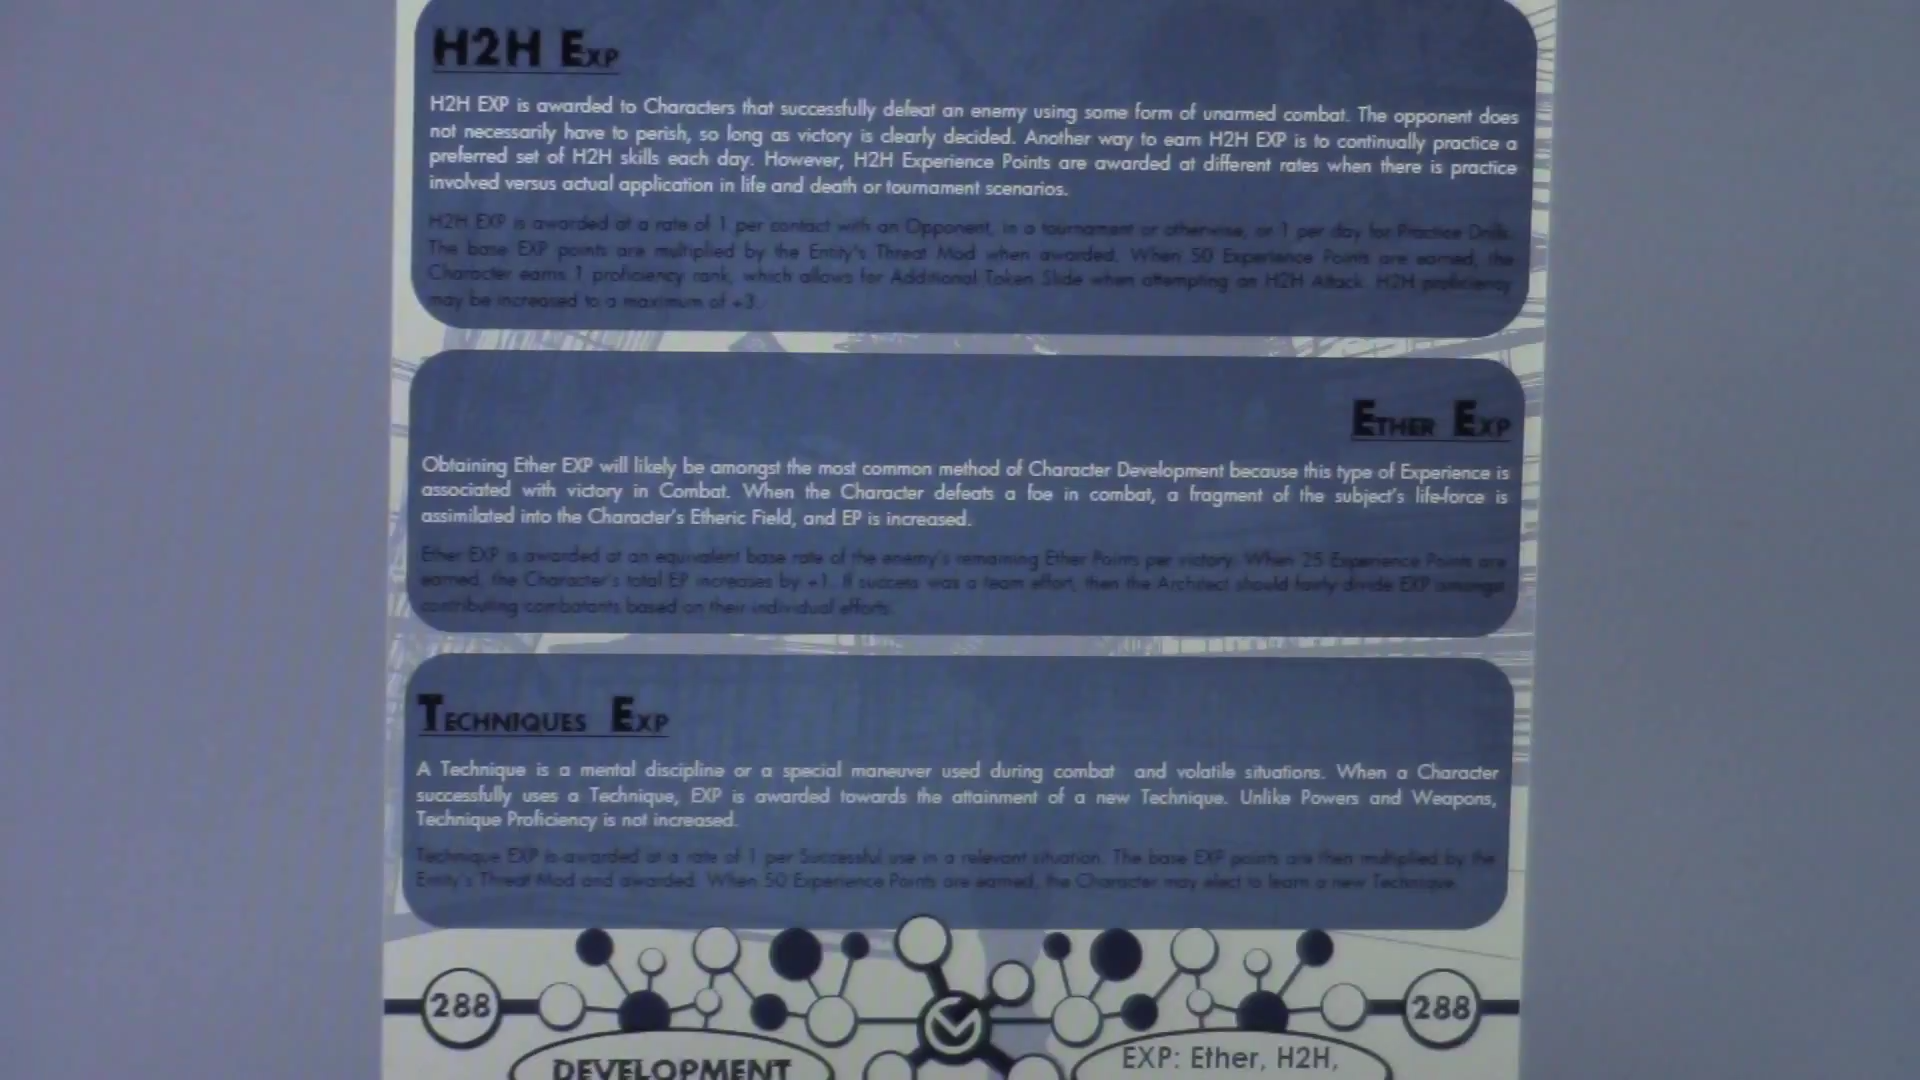 H2H EXP
H2H EXP is awarded to Characters that successfully defeat an enemy using some form of unarmed combat. The opponent does
not necessarily have to perish, so long as victory is clearly decided. Another way to earn H2H EXP is to continually practice a
preferred set of H2H skills each day. However, H2H Experience Points are awarded at different rates when there is practice
involved versus actual application in life and death or tournament scenarios.
H2H EXP is awarded at a rate of 1 per contact with an Opponent, in a tournament or otherwise, or 1 per day for Practice Drills.
The base EXP points are multiplied by the Entity's Threat Mod when awarded. When 50 Experience Points are earned, the
Character earns 1 proficiency rank, which allows for Additional Token Slide when attempting an H2H Attack. H2H proficiency
may be increased to a maximum of +3.
ETHER EXP
Obtaining Ether EXP will likely be amongst the most common method of Character Development because this type of Experience is
associated with victory in Combat. When the Character defeats a foe in combat, a fragment of the subject's life-force is
assimilated into the Character's Etheric Field, and EP is increased.
Ether EXP is awarded at an equivalent base rate of the enemy's remaining Ether Points per victory. When 25 Experience Points are
earned, the Character's total EP increases by +1. If success was a team effort, then the Architect should fairly divide EXP amongst
contributing combatants based on their individual efforts.
TECHNIQUES EXP
A Technique is a mental discipline or a special maneuver used during combat and volatile situations. When a Character
successfully uses a Technique, EXP is awarded towards the attainment of a new Technique. Unlike Powers and Weapons,
Technique Proficiency is not increased.
Technique EXP is awarded at a rate of 1 per Successful use in a relevant situation. The base EXP points are then multiplied by the
Entity's Threat Mod and awarded. When 50 Experience Points are earned, the Character may elect to learn a new Technique.
288
288
DEVELOPMENT
EXP: Ether, H2H,